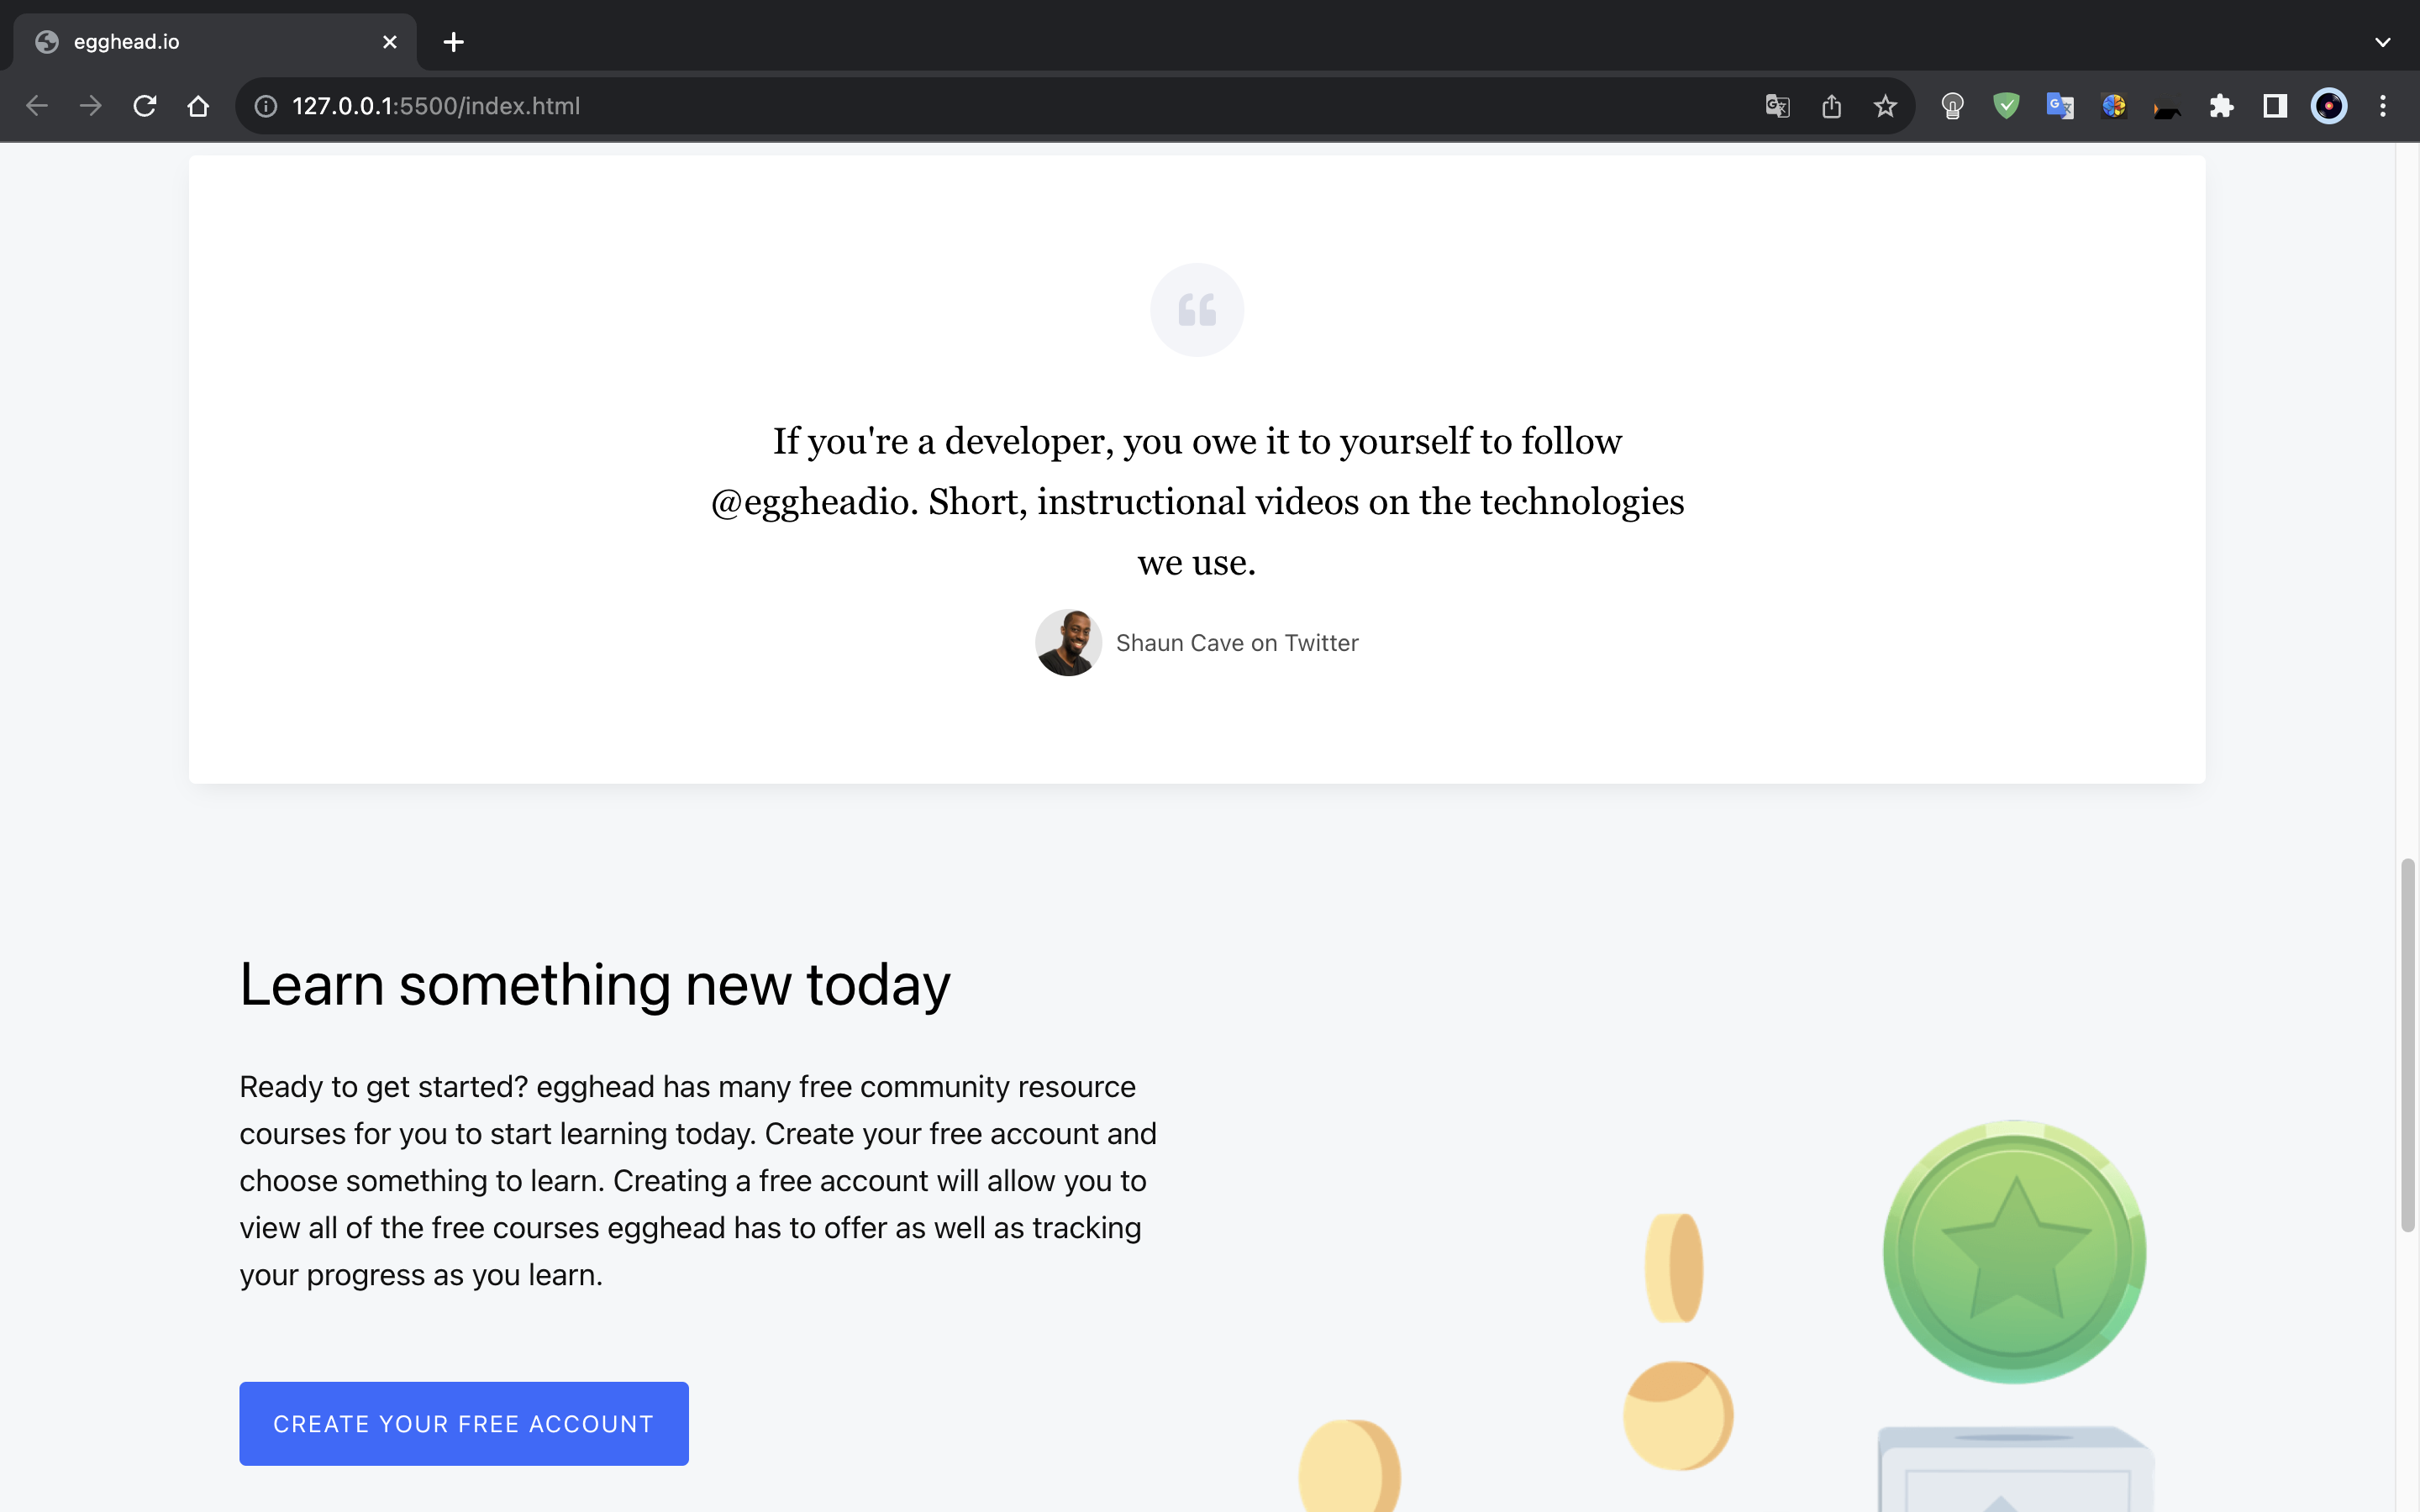 egghead.io
127.0.0.1:5500/index.html
If you're a developer, you owe it to yourself to follow
@eggheadio. Short, instructional videos on the technologies
we use.
Shaun Cave on Twitter
Learn something new today
Ready to get started? egghead has many free community resource
courses for you to start learning today. Create your free account and
choose something to learn. Creating a free account will allow you to
view all of the free courses egghead has to offer as well as tracking
your progress as you learn.
CREATE YOUR FREE ACCOUNT